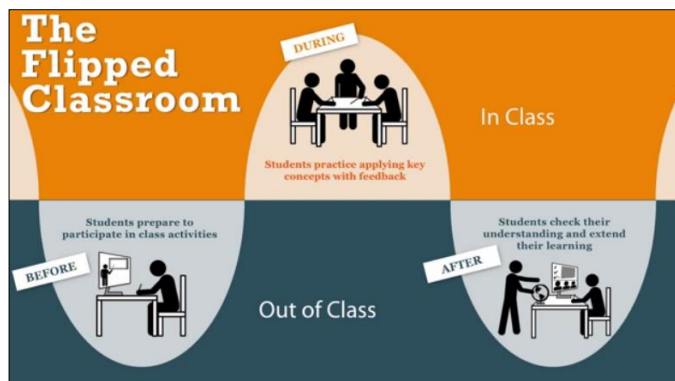 The
Flipped
Classroom
DURING
In Class
Students practice applying key
concepts with feedback
Students prepare to
participate in class activities
BEFORE
Out of Class
Students check their
understanding and extend
their learning
AFTER